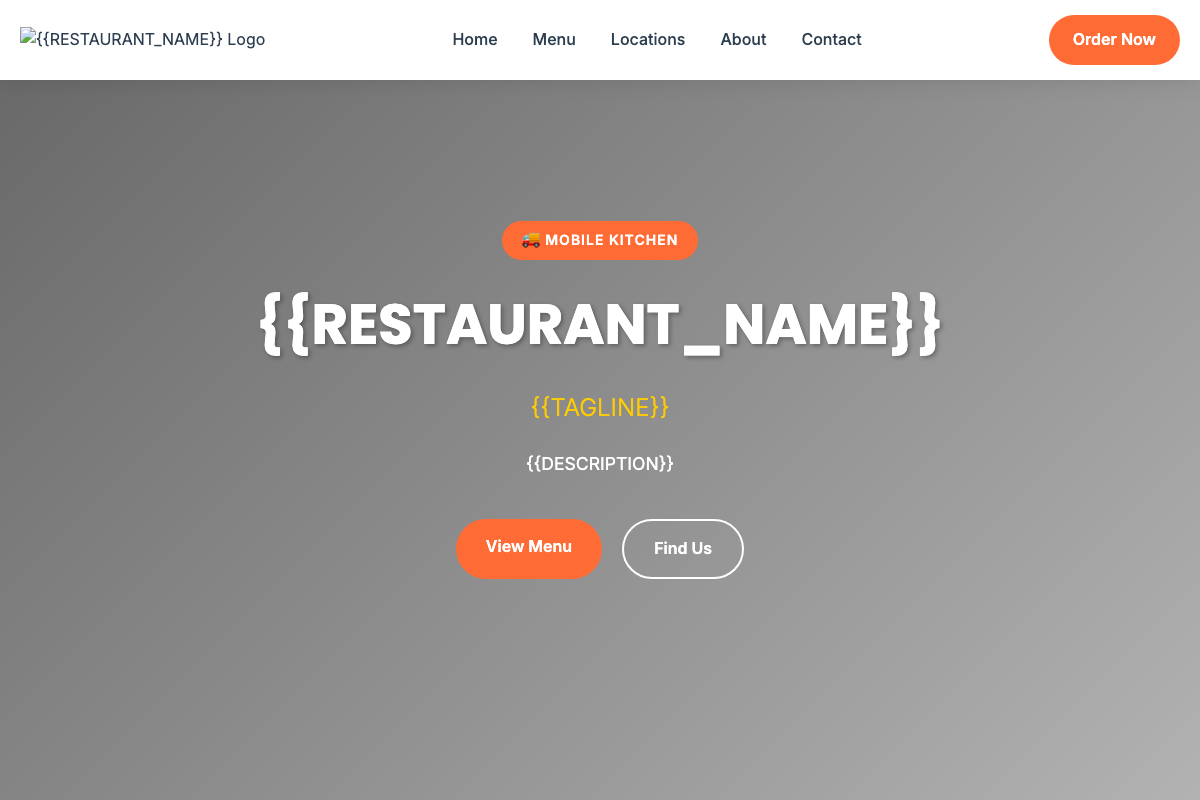 {{RESTAURANT_NAME}} Logo
Home
Menu
Locations
About
Contact
Order Now
🚚 MOBILE KITCHEN
{{RESTAURANT_NAME}}
{{TAGLINE}}
{{DESCRIPTION}}
View Menu
Find Us